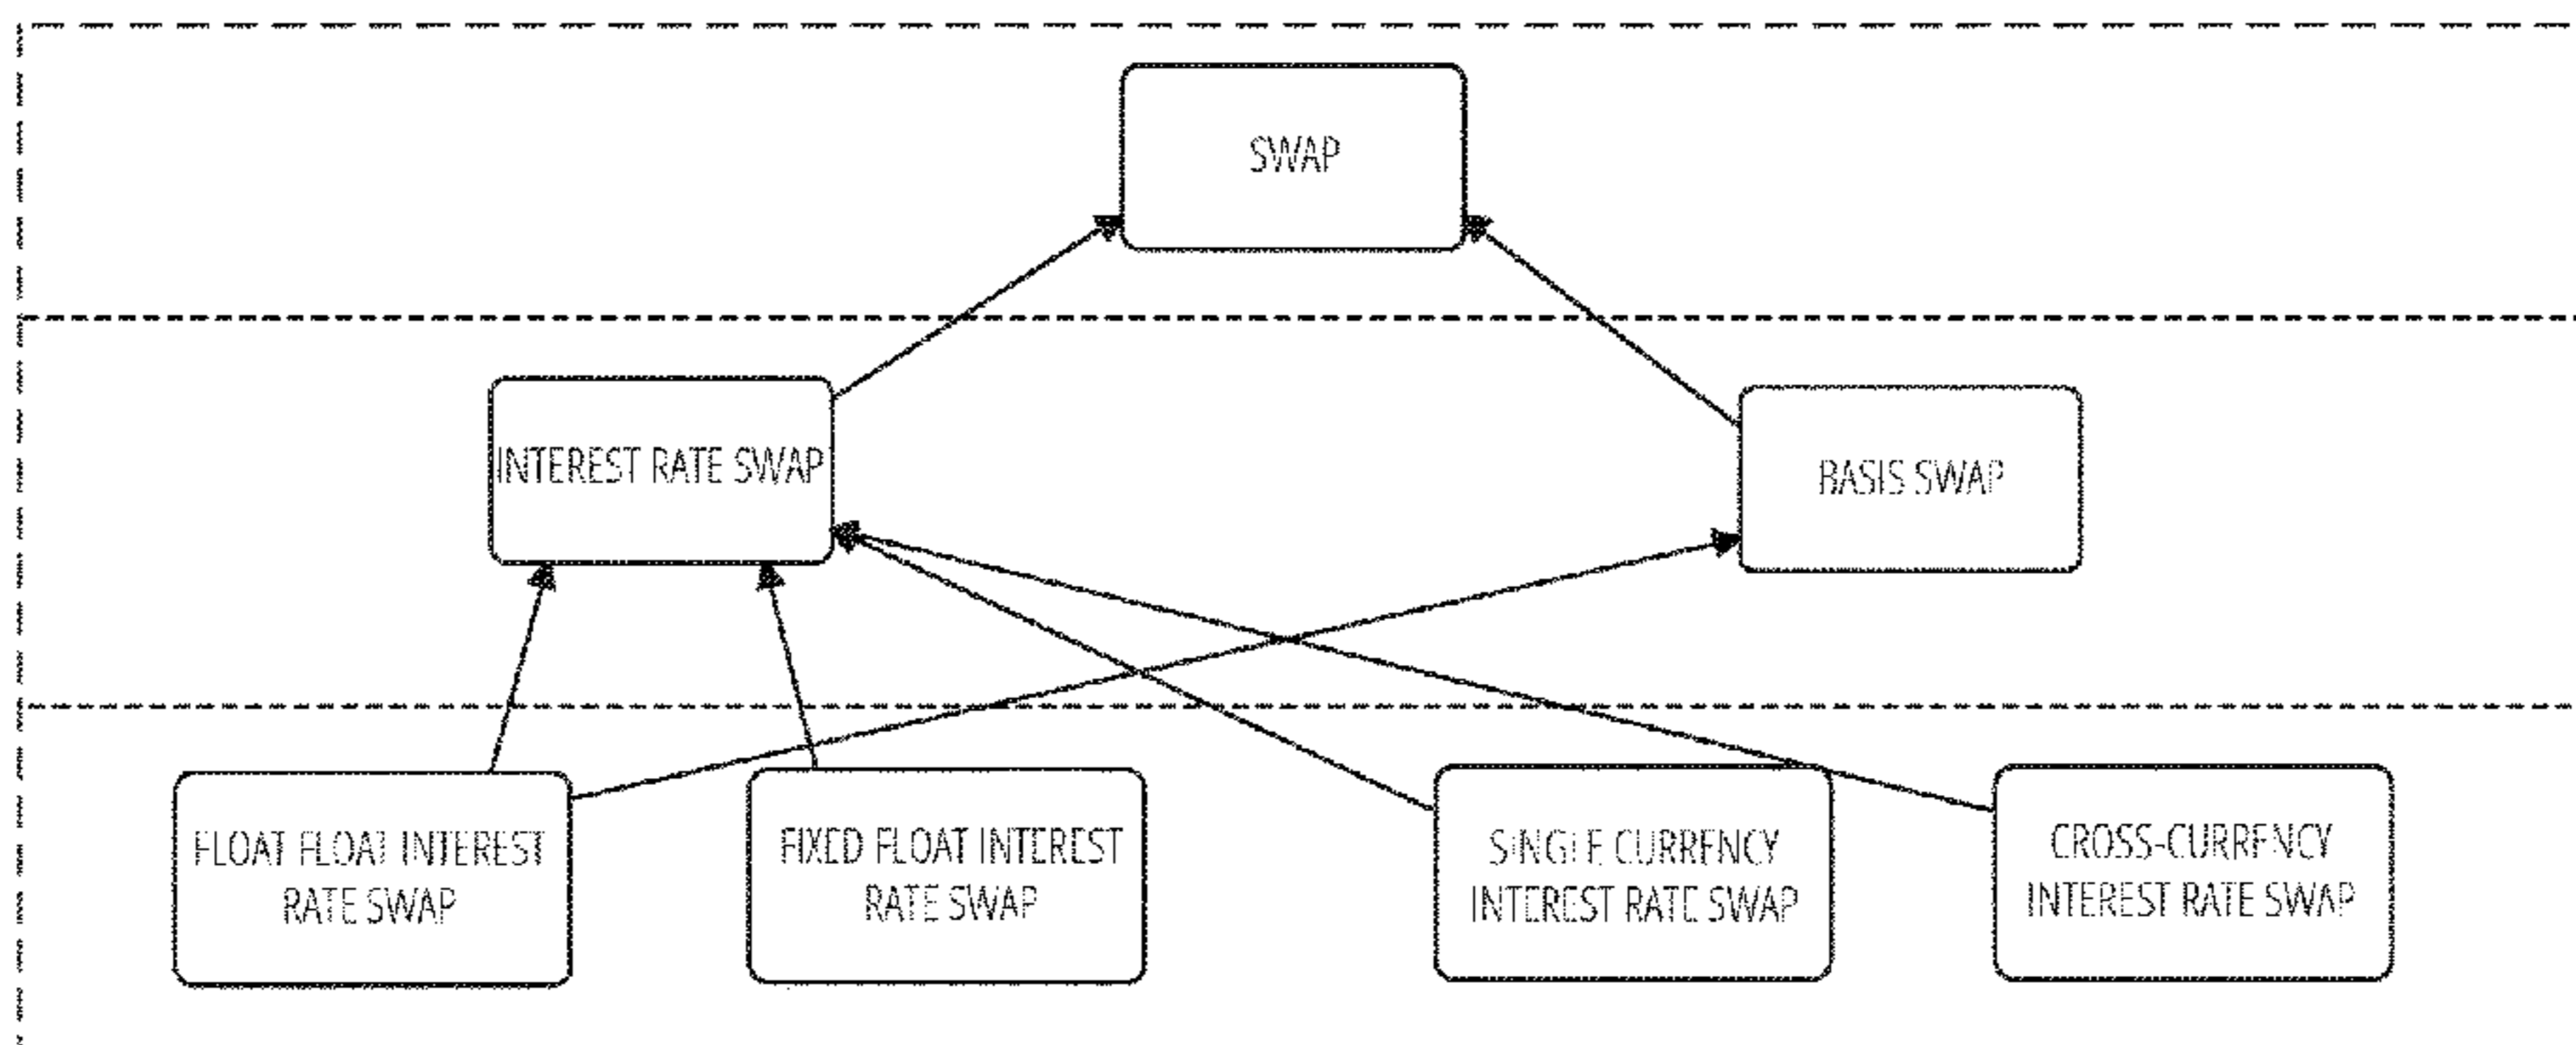 SWAP
INTEREST RATE SWAP
BASIS SWAP
FLOAT FLOAT INTEREST
RATE SWAP
FIXED FLOAT INTEREST
RATE SWAP
SINGLE CURRENCY
INTEREST RATE SWAP
CROSS-CURRENCY
INTEREST RATE SWAP